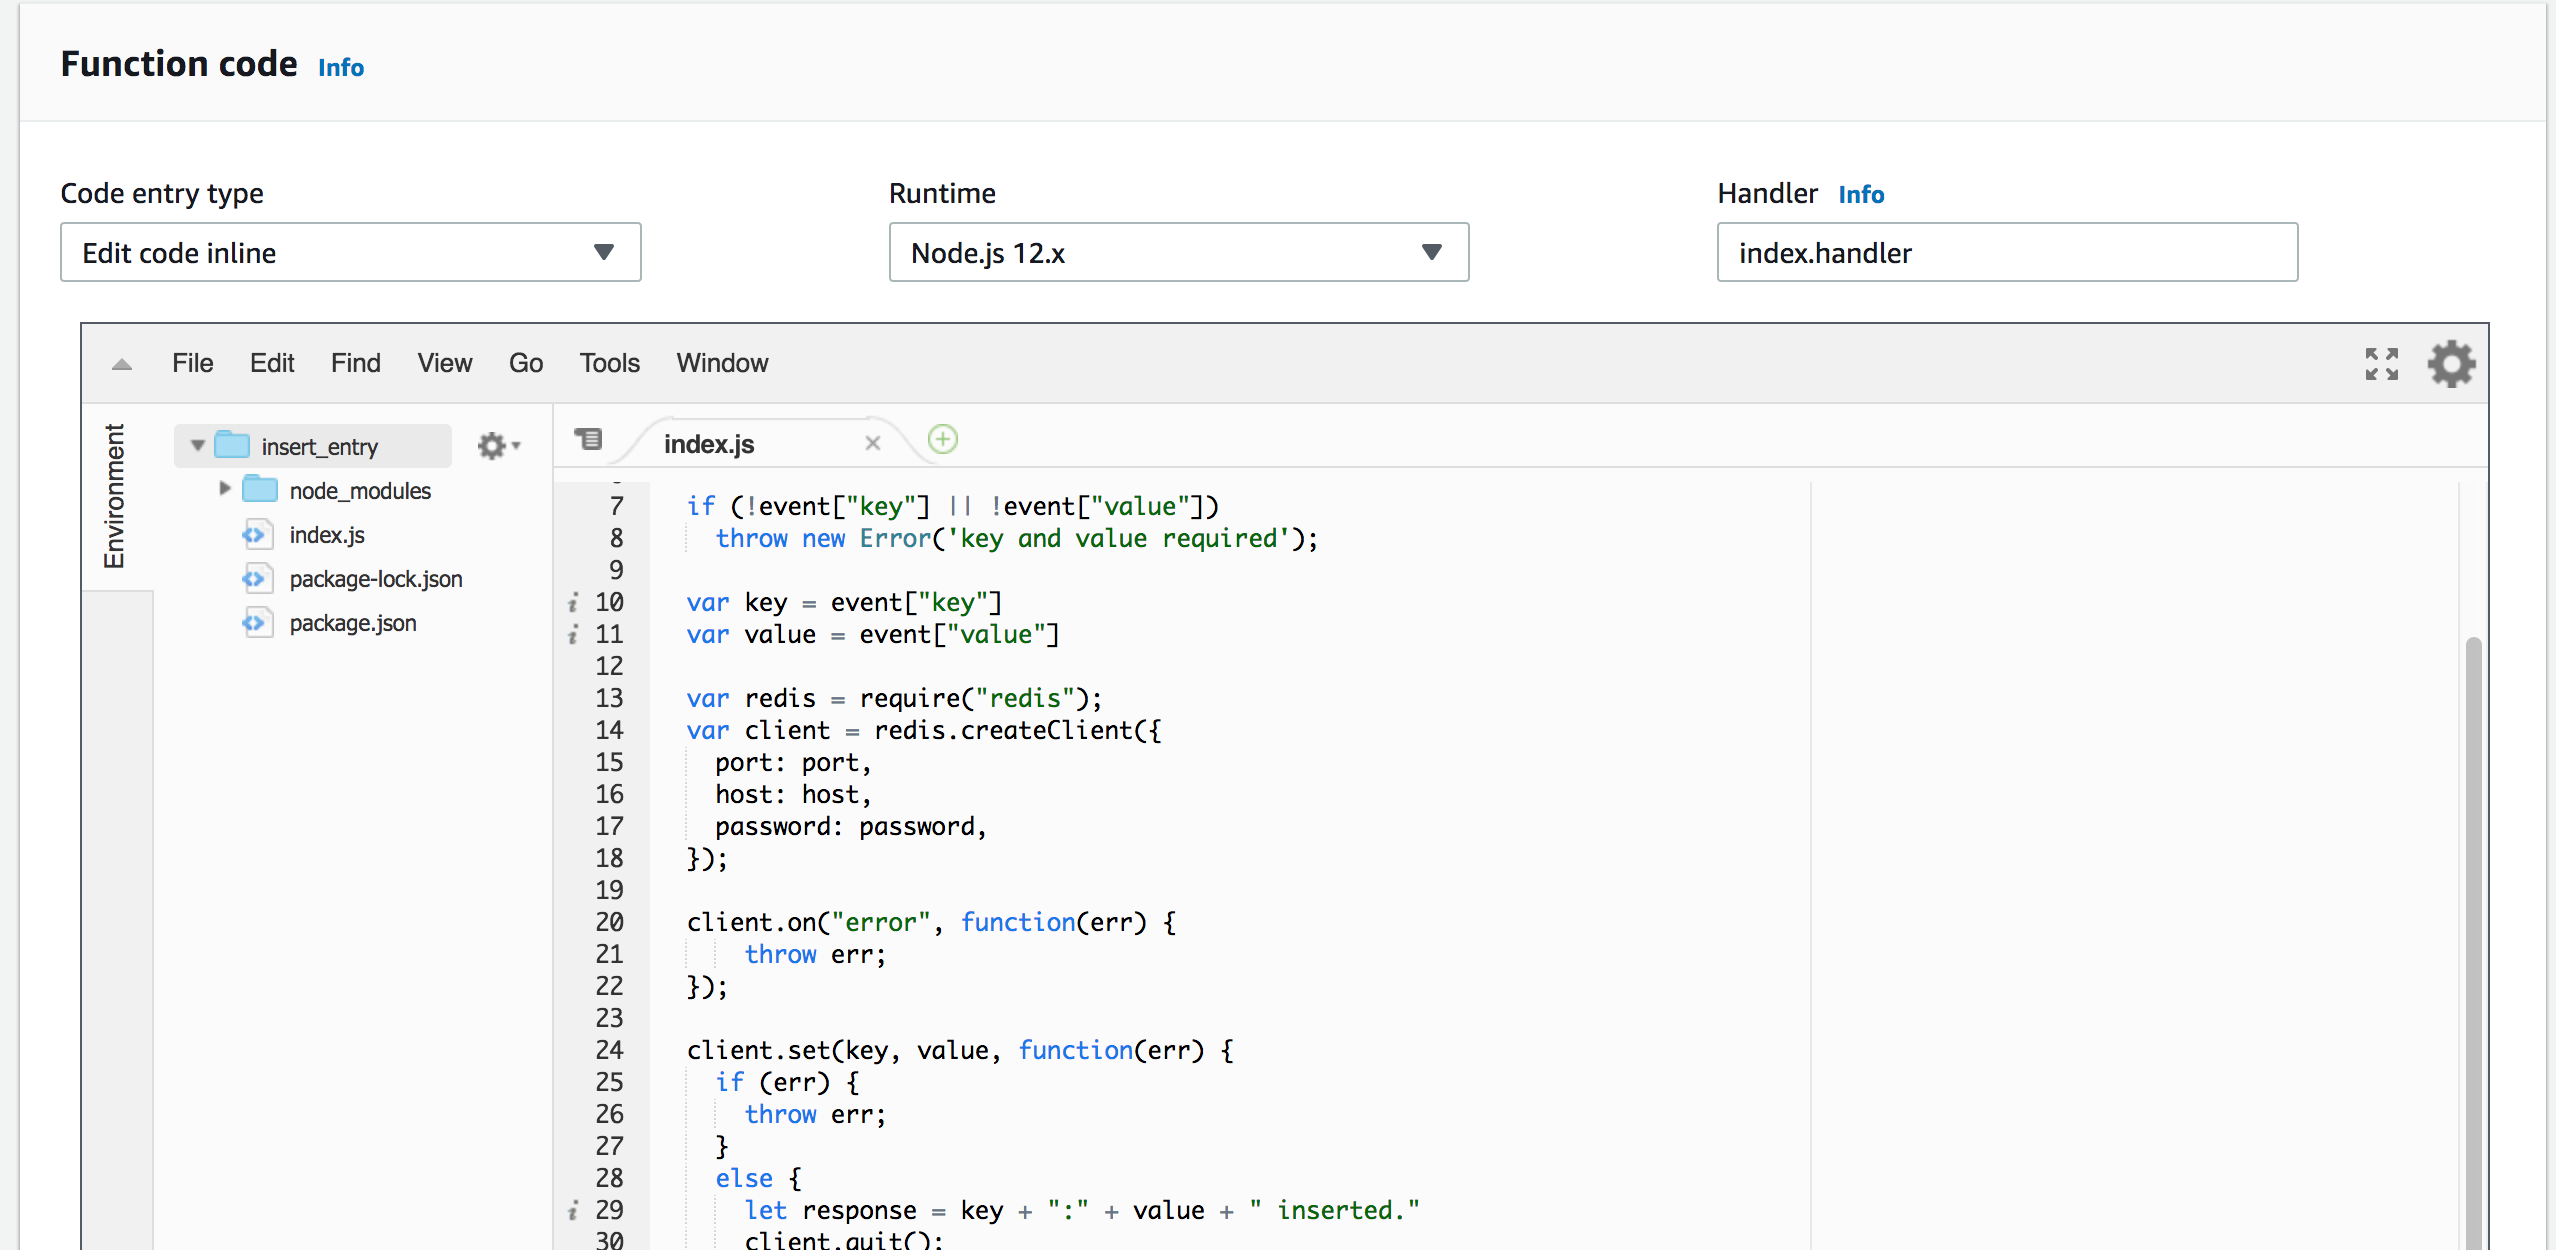 Function code Info
Code entry type
Edit code inline
Runtime
Node.js 12.x
Handler Info
index.handler
File Edit Find View Go Tools Window
Environment
insert_entry
node_modules
index.js
package-lock.json
package.json
index.js
7 if (!event["key"] || !event["value"])
8 throw new Error('key and value required');
9
10 var key = event["key"]
11 var value = event["value"]
12
13 var redis = require("redis");
14 var client = redis.createClient({
15 port: port,
16 host: host,
17 password: password,
18 });
19
20 client.on("error", function(err) {
21 throw err;
22 });
23
24 client.set(key, value, function(err) {
25 if (err) {
26 throw err;
27 }
28 else {
29 let response = key + ":" + value + " inserted."
30 client.quit();